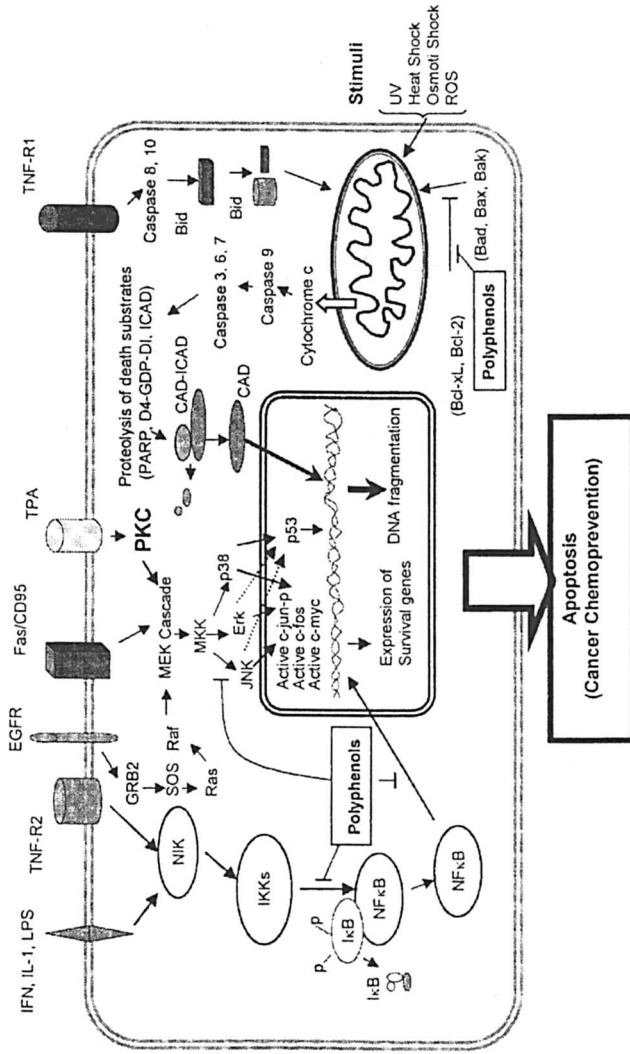 IFN, IL-1, LPS
TNF-R2
EGFR
Fas/CD95
TPA
TNF-R1
GRB2
SOS
Ras
Raf
MEK Cascade
PKC
NIK
IKKs
P
P
IκB
NFκB
IκB
NFκB
Polyphenols
MKK
JNK
Erk
p38
Active c-jun-p
Active c-fos
Active c-myc
p53
Expression of
Survival genes
DNA fragmentation
Proteolysis of death substrates
(PARP, D4-GDP-DI, ICAD)
CAD-ICAD
CAD
Caspase 8, 10
Bid
Bid
Caspase 3, 6, 7
Caspase 9
Cytochrome c
Stimuli
UV
Heat Shock
Osmoti Shock
ROS
(Bcl-xL, Bcl-2)
(Bad, Bax, Bak)
Polyphenols
Apoptosis
(Cancer Chemoprevention)